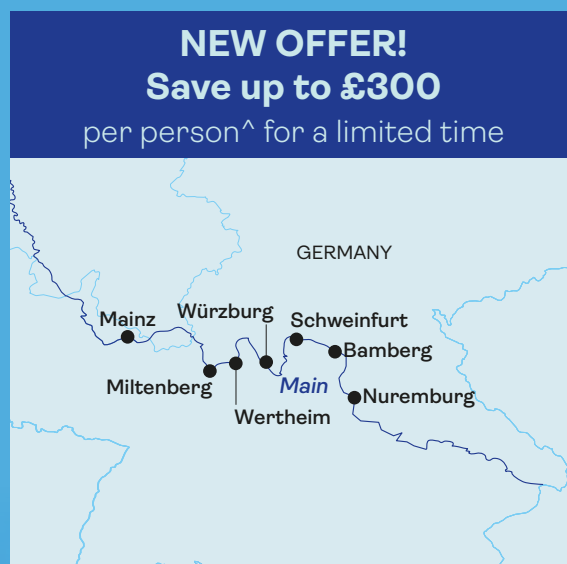 NEW OFFER!
Save up to £300
per person^ for a limited time
GERMANY
Mainz
Würzburg
Schweinfurt
Bamberg
Miltenberg
Main
Nuremburg
Wertheim